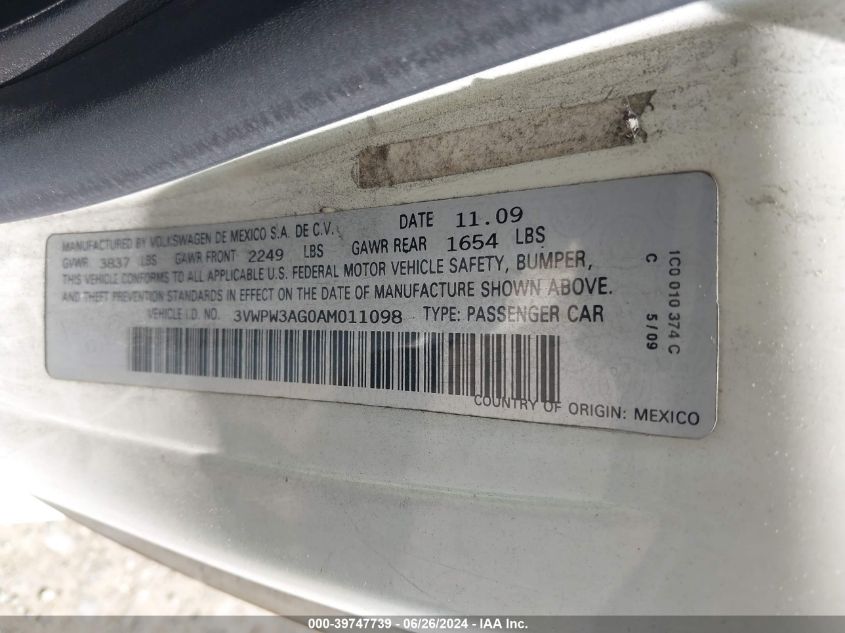 MANUFACTURED BY VOLKSWAGEN DE MEXICO S.A. DE C.V. DATE 11.09
GVWR 3837 LBS GAWR FRONT 2249 LBS GAWR REAR 1654 LBS
THIS VEHICLE CONFORMS TO ALL APPLICABLE U.S. FEDERAL MOTOR VEHICLE SAFETY, BUMPER,
AND THEFT PREVENTION STANDARDS IN EFFECT ON THE DATE OF MANUFACTURE SHOWN ABOVE.
VEHICLE I.D. NO. 3VWPW3AG0AM011098 TYPE: PASSENGER CAR
COUNTRY OF ORIGIN: MEXICO
1C0 010 374 C
C 5/09
000-39747739 - 06/26/2024 - IAA Inc.